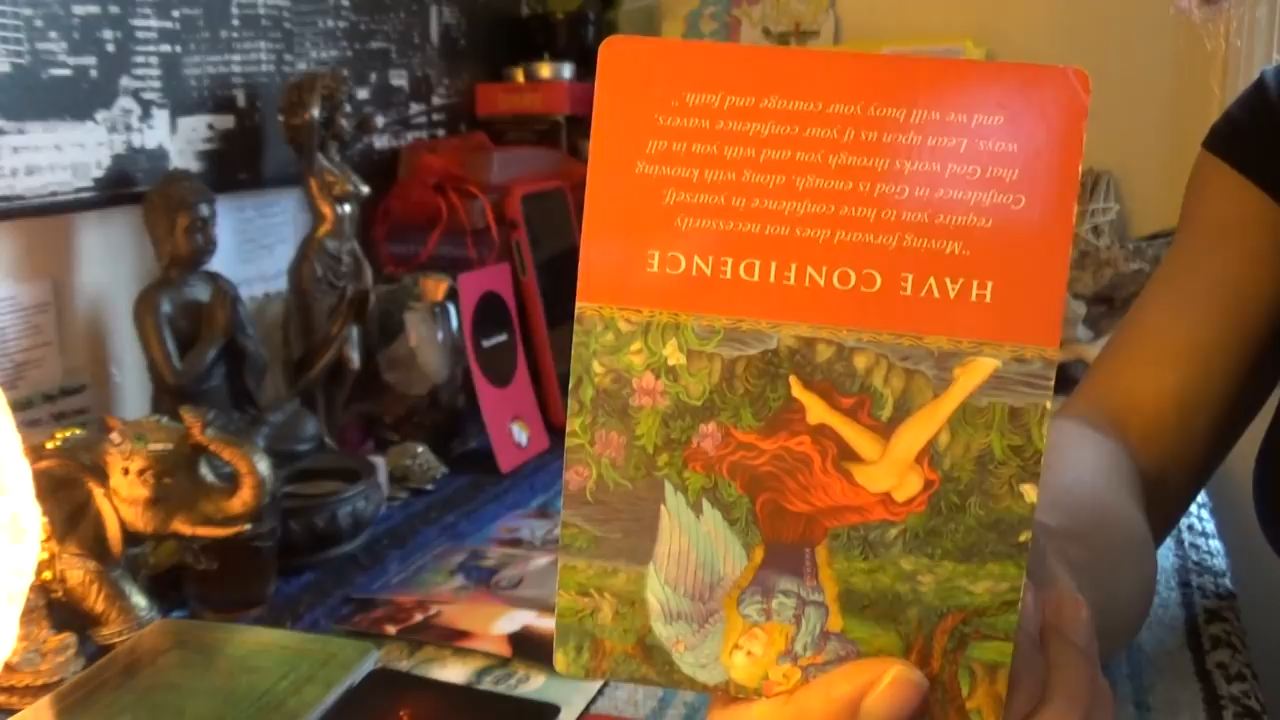 HAVE CONFIDENCE
"Moving forward does not necessarily
require you to have confidence in yourself.
Confidence in God is enough, along with knowing
that God works through you and with you in all
ways. Lean upon us if your confidence wavers,
and we will buoy your courage and faith."